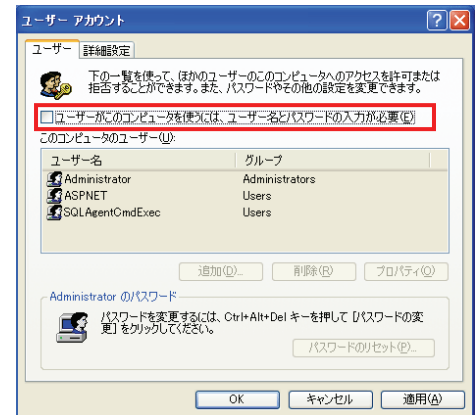 ユーザー アカウント
ユーザー 詳細設定
下の一覧を使って、ほかのユーザーのこのコンピュータへのアクセスを許可または
拒否することができます。また、パスワードやその他の設定を変更できます。
ユーザーがこのコンピュータを使うには、ユーザー名とパスワードの入力が必要(E)
このコンピュータのユーザー(U):
ユーザー名 グループ
Administrator Administrators
ASPNET Users
SQLAgentCmdExec Users
追加(D)... 削除(R) プロパティ(O)
Administrator のパスワード
パスワードを変更するには、Ctrl+Alt+Del キーを押して [パスワードの変
更] をクリックしてください。
パスワードのリセット(P)...
OK キャンセル 適用(A)